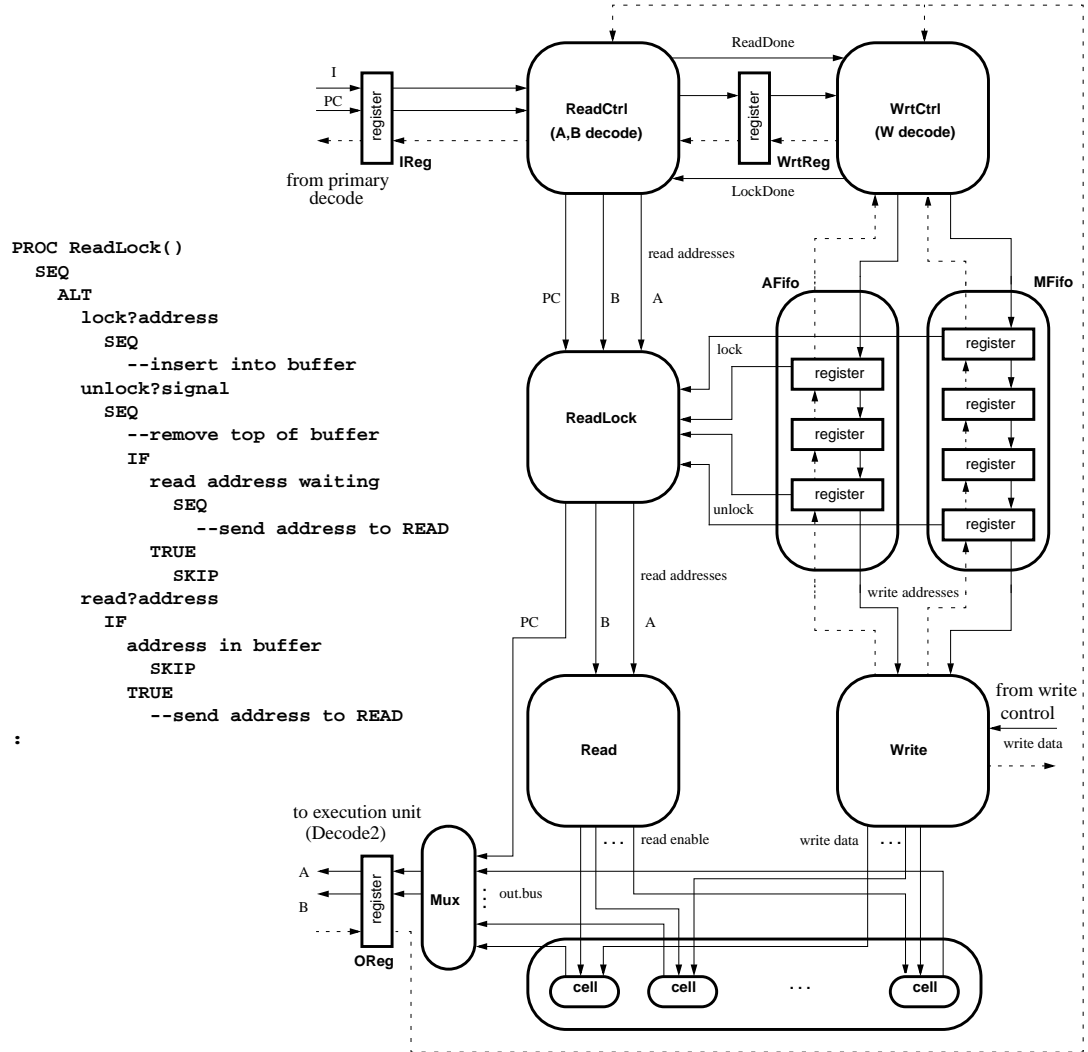 ReadDone
I
PC
register
IReg
from primary
decode
ReadCtrl
(A,B decode)
register
WrtReg
LockDone
WrtCtrl
(W decode)
PROC ReadLock()
SEQ
ALT
lock?address
SEQ
--insert into buffer
unlock?signal
SEQ
--remove top of buffer
IF
read address waiting
SEQ
--send address to READ
TRUE
SKIP
read?address
IF
address in buffer
SKIP
TRUE
--send address to READ
:
read addresses
PC
B
A
AFifo
MFifo
lock
register
register
register
register
register
register
register
ReadLock
unlock
read addresses
write addresses
PC
B
A
Read
Write
from write
control
write data
to execution unit
(Decode2)
... read enable
write data ...
A
B
register
OReg
Mux
out.bus
cell
cell
...
cell